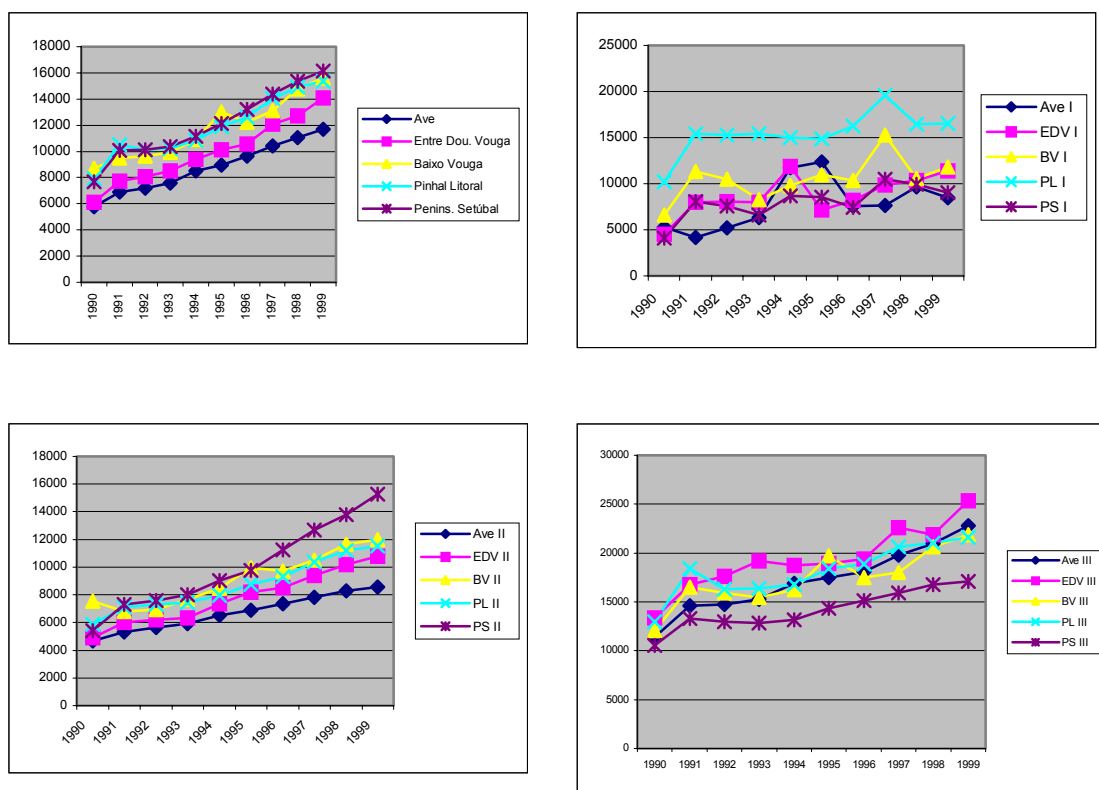 18000
16000
14000
12000
10000
8000
6000
4000
2000
0
1990 1991 1992 1993 1994 1995 1996 1997 1998 1999
Ave
Entre Dou. Vouga
Baixo Vouga
Pinhal Litoral
Penins. Setúbal
25000
20000
15000
10000
5000
0
1990 1991 1992 1993 1994 1995 1996 1997 1998 1999
Ave I
EDV I
BV I
PL I
PS I
18000
16000
14000
12000
10000
8000
6000
4000
2000
0
1990 1991 1992 1993 1994 1995 1996 1997 1998 1999
Ave II
EDV II
BV II
PL II
PS II
30000
25000
20000
15000
10000
5000
0
1990 1991 1992 1993 1994 1995 1996 1997 1998 1999
Ave III
EDV III
BV III
PL III
PS III